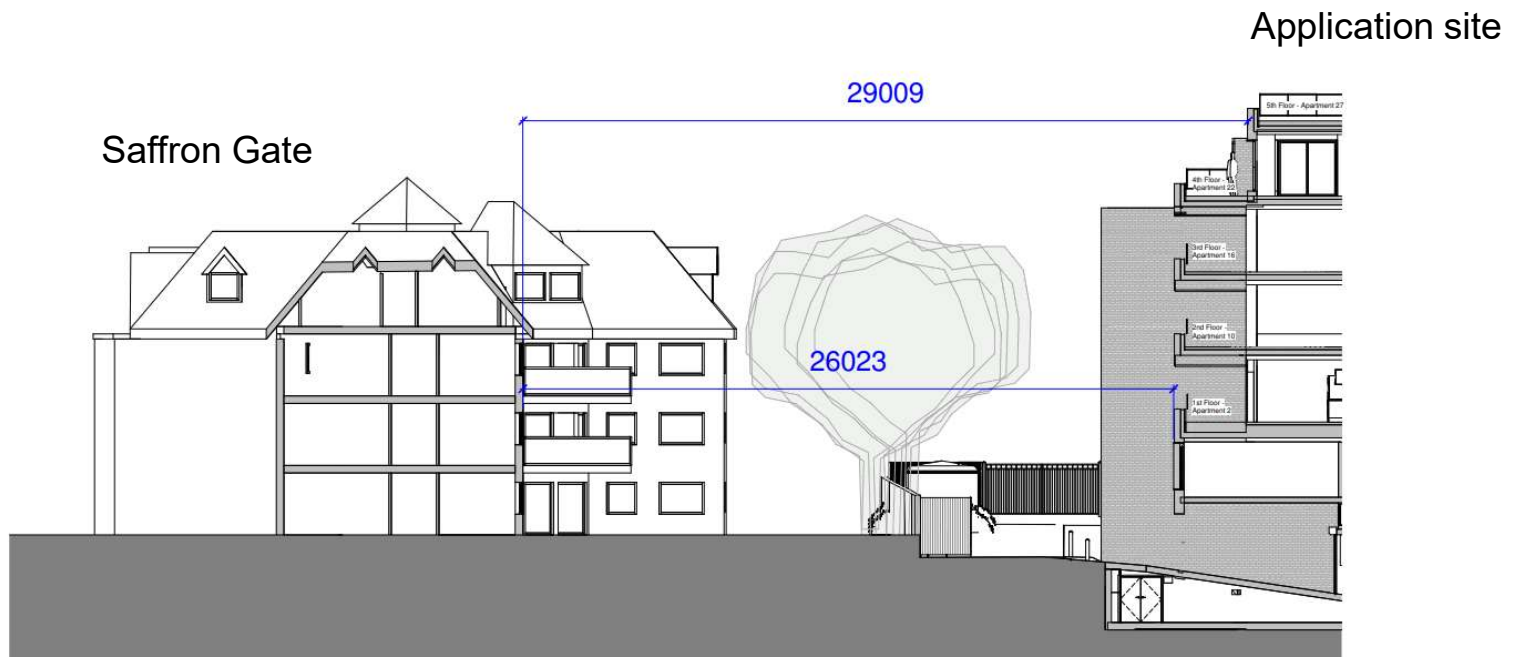 Application site
29009
5th Floor - Apartment 27
Saffron Gate
4th Floor -
Apartment 22
3rd Floor -
Apartment 16
2nd Floor -
Apartment 10
26023
1st Floor -
Apartment 2